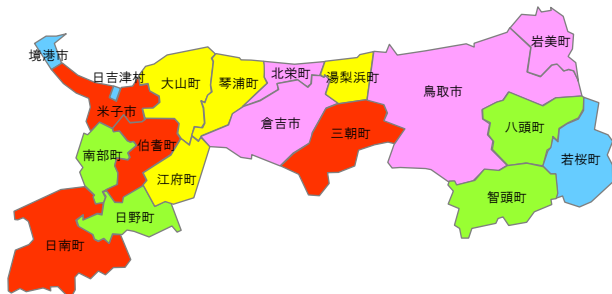 岩美町
境港市
日吉津村
大山町
琴浦町
北栄町
湯梨浜町
鳥取市
米子市
倉吉市
三朝町
八頭町
南部町
伯耆町
若桜町
江府町
智頭町
日野町
日南町